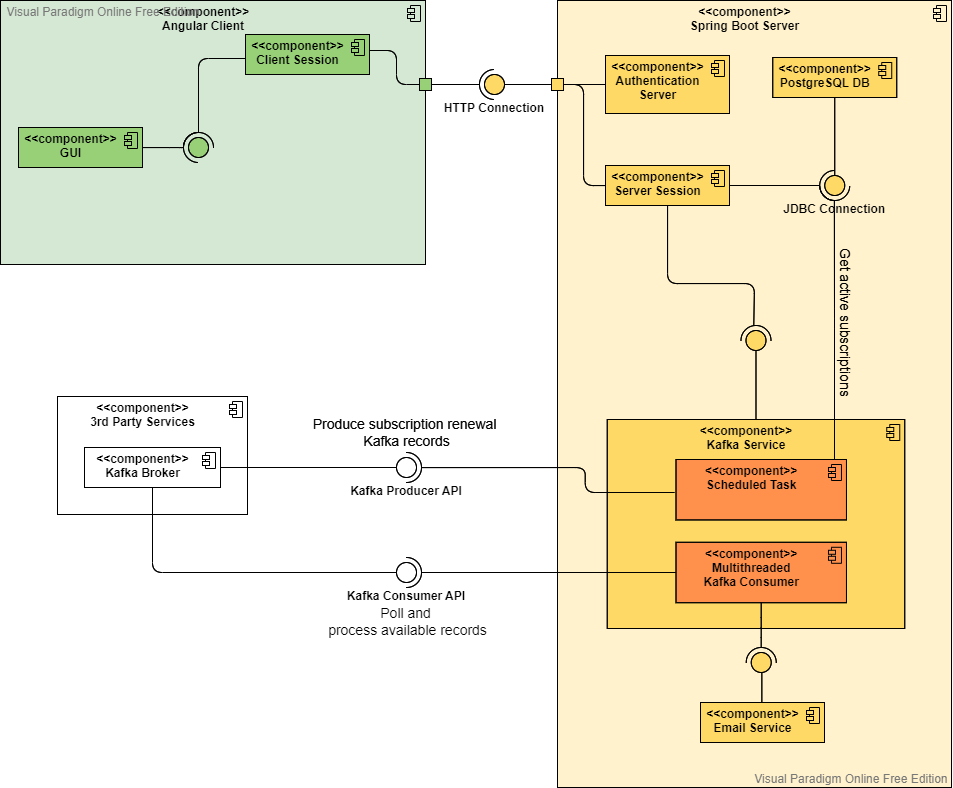 Visual Paradigm Online Free Edition
<<component>>
Angular Client
<<component>>
Client Session
<<component>>
GUI
HTTP Connection
<<component>>
Spring Boot Server
<<component>>
Authentication
Server
<<component>>
PostgreSQL DB
<<component>>
Server Session
JDBC Connection
Get active subscriptions
<<component>>
3rd Party Services
<<component>>
Kafka Broker
Produce subscription renewal
Kafka records
Kafka Producer API
Kafka Consumer API
Poll and
process available records
<<component>>
Kafka Service
<<component>>
Scheduled Task
<<component>>
Multithreaded
Kafka Consumer
<<component>>
Email Service
Visual Paradigm Online Free Edition